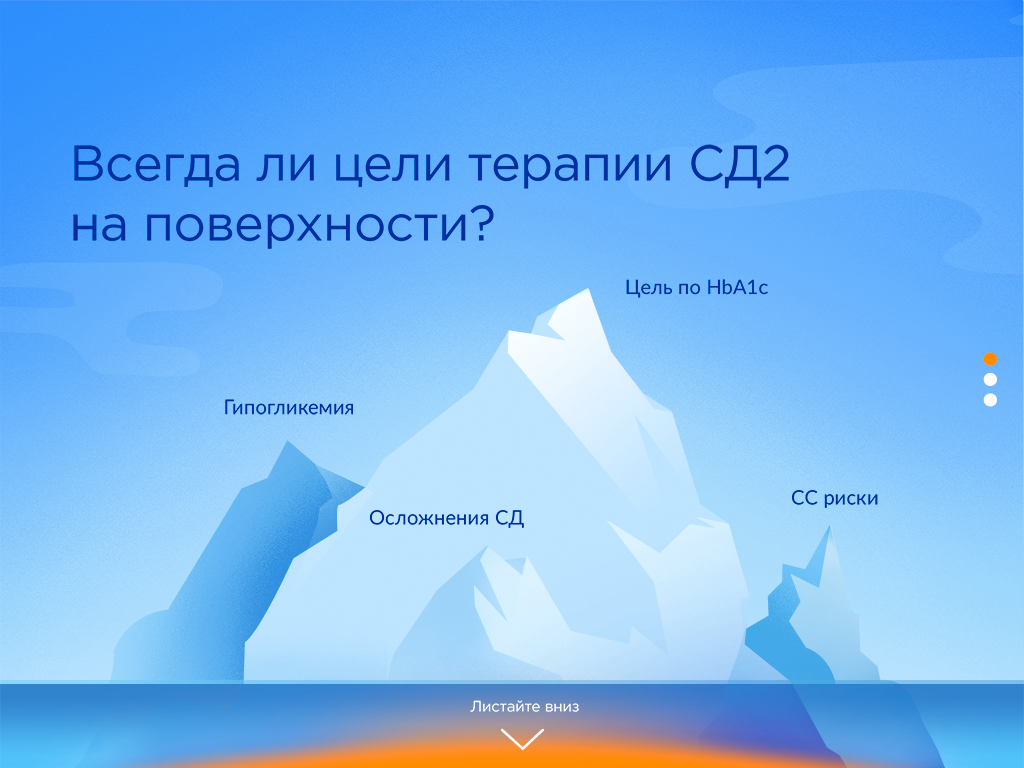 Всегда ли цели терапии СД2
на поверхности?
Цель по HbA1c
Гипогликемия
СС риски
Осложнения СД
Листайте вниз